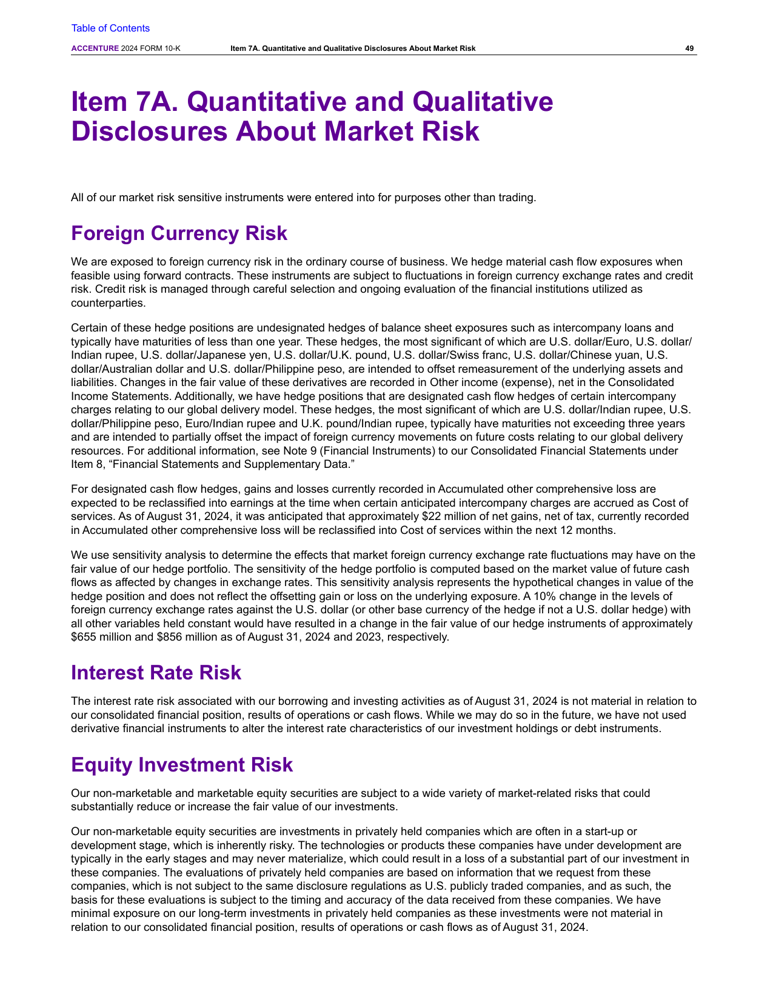 Table of Contents
ACCENTURE 2024 FORM 10-K Item 7A. Quantitative and Qualitative Disclosures About Market Risk 49
Item 7A. Quantitative and Qualitative
Disclosures About Market Risk
All of our market risk sensitive instruments were entered into for purposes other than trading.
Foreign Currency Risk
We are exposed to foreign currency risk in the ordinary course of business. We hedge material cash flow exposures when
feasible using forward contracts. These instruments are subject to fluctuations in foreign currency exchange rates and credit
risk. Credit risk is managed through careful selection and ongoing evaluation of the financial institutions utilized as
counterparties.
Certain of these hedge positions are undesignated hedges of balance sheet exposures such as intercompany loans and
typically have maturities of less than one year. These hedges, the most significant of which are U.S. dollar/Euro, U.S. dollar/
Indian rupee, U.S. dollar/Japanese yen, U.S. dollar/U.K. pound, U.S. dollar/Swiss franc, U.S. dollar/Chinese yuan, U.S.
dollar/Australian dollar and U.S. dollar/Philippine peso, are intended to offset remeasurement of the underlying assets and
liabilities. Changes in the fair value of these derivatives are recorded in Other income (expense), net in the Consolidated
Income Statements. Additionally, we have hedge positions that are designated cash flow hedges of certain intercompany
charges relating to our global delivery model. These hedges, the most significant of which are U.S. dollar/Indian rupee, U.S.
dollar/Philippine peso, Euro/Indian rupee and U.K. pound/Indian rupee, typically have maturities not exceeding three years
and are intended to partially offset the impact of foreign currency movements on future costs relating to our global delivery
resources. For additional information, see Note 9 (Financial Instruments) to our Consolidated Financial Statements under
Item 8, “Financial Statements and Supplementary Data.”
For designated cash flow hedges, gains and losses currently recorded in Accumulated other comprehensive loss are
expected to be reclassified into earnings at the time when certain anticipated intercompany charges are accrued as Cost of
services. As of August 31, 2024, it was anticipated that approximately $22 million of net gains, net of tax, currently recorded
in Accumulated other comprehensive loss will be reclassified into Cost of services within the next 12 months.
We use sensitivity analysis to determine the effects that market foreign currency exchange rate fluctuations may have on the
fair value of our hedge portfolio. The sensitivity of the hedge portfolio is computed based on the market value of future cash
flows as affected by changes in exchange rates. This sensitivity analysis represents the hypothetical changes in value of the
hedge position and does not reflect the offsetting gain or loss on the underlying exposure. A 10% change in the levels of
foreign currency exchange rates against the U.S. dollar (or other base currency of the hedge if not a U.S. dollar hedge) with
all other variables held constant would have resulted in a change in the fair value of our hedge instruments of approximately
$655 million and $856 million as of August 31, 2024 and 2023, respectively.
Interest Rate Risk
The interest rate risk associated with our borrowing and investing activities as of August 31, 2024 is not material in relation to
our consolidated financial position, results of operations or cash flows. While we may do so in the future, we have not used
derivative financial instruments to alter the interest rate characteristics of our investment holdings or debt instruments.
Equity Investment Risk
Our non-marketable and marketable equity securities are subject to a wide variety of market-related risks that could
substantially reduce or increase the fair value of our investments.
Our non-marketable equity securities are investments in privately held companies which are often in a start-up or
development stage, which is inherently risky. The technologies or products these companies have under development are
typically in the early stages and may never materialize, which could result in a loss of a substantial part of our investment in
these companies. The evaluations of privately held companies are based on information that we request from these
companies, which is not subject to the same disclosure regulations as U.S. publicly traded companies, and as such, the
basis for these evaluations is subject to the timing and accuracy of the data received from these companies. We have
minimal exposure on our long-term investments in privately held companies as these investments were not material in
relation to our consolidated financial position, results of operations or cash flows as of August 31, 2024.